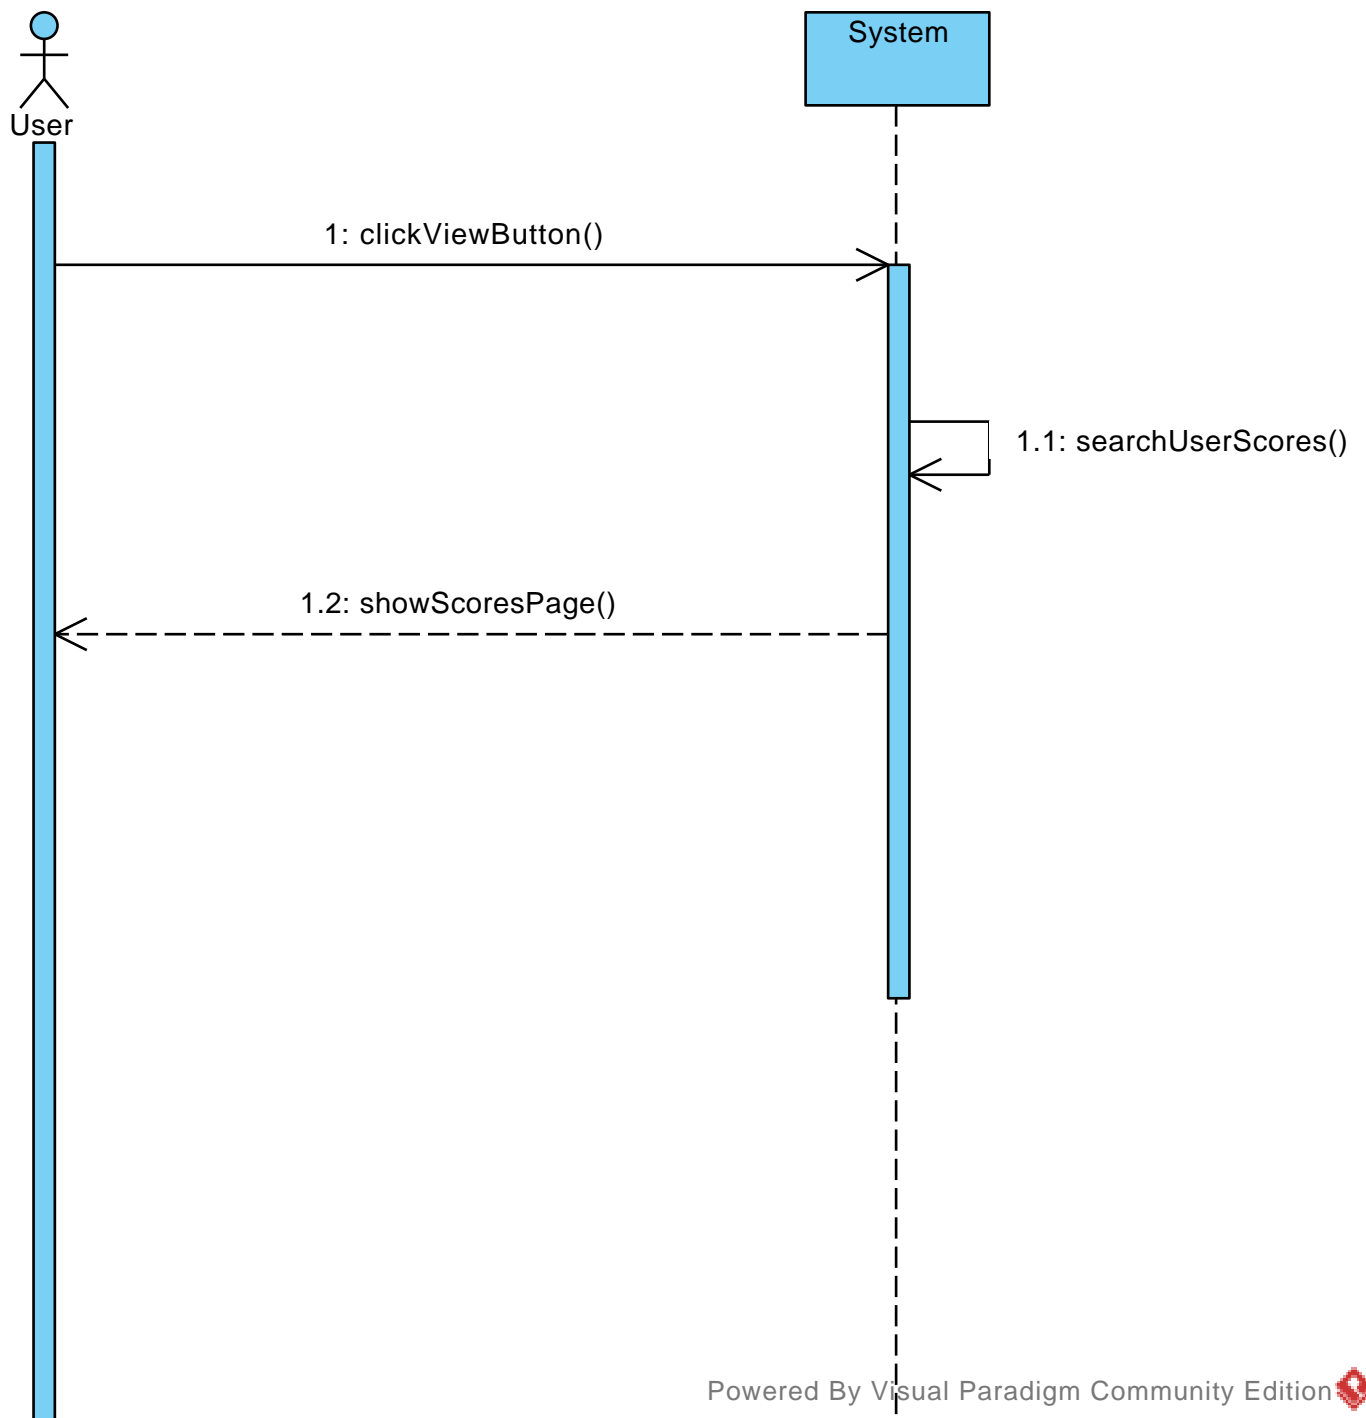 System
User
1: clickViewButton()
1.1: searchUserScores()
1.2: showScoresPage()
Powered By Visual Paradigm Community Edition